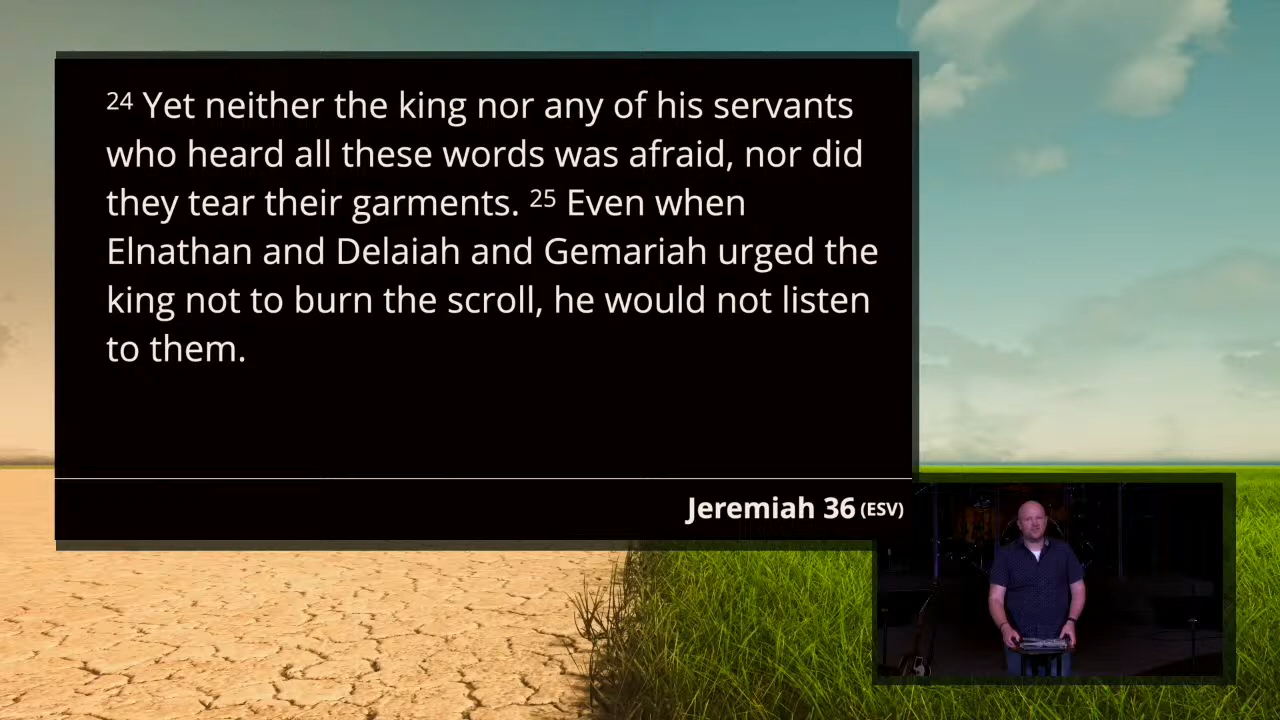 24 Yet neither the king nor any of his servants
who heard all these words was afraid, nor did
they tear their garments. 25 Even when
Elnathan and Delaiah and Gemariah urged the
king not to burn the scroll, he would not listen
to them.
Jeremiah 36 (ESV)